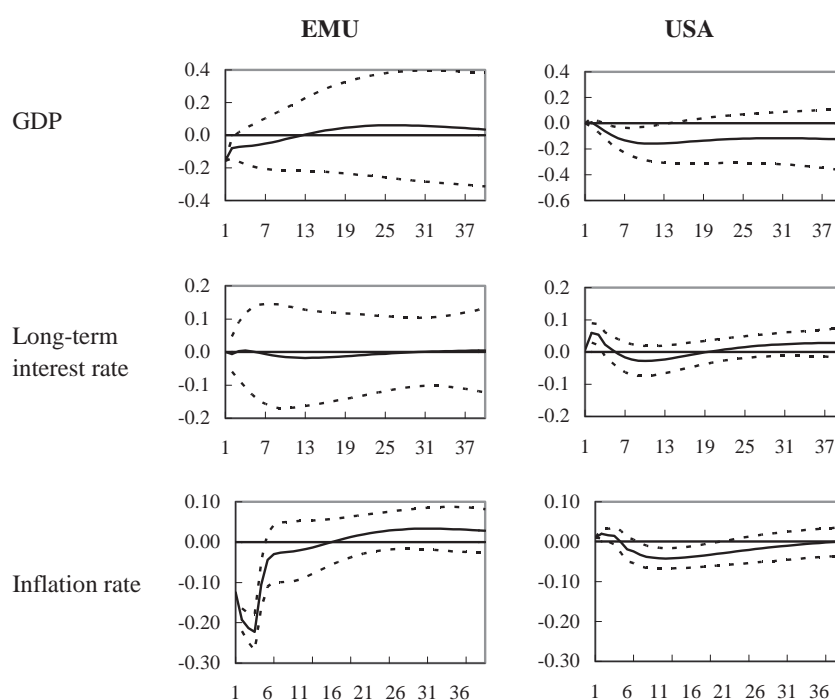 EMU USA
GDP
0.4 0.2 0.0 -0.2 -0.4
1 7 13 19 25 31 37
0.4 0.2 0.0 -0.2 -0.4 -0.6
1 7 13 19 25 31 37
Long-term
interest rate
0.2 0.1 0.0 -0.1 -0.2
1 7 13 19 25 31 37
0.2 0.1 0.0 -0.1 -0.2
1 7 13 19 25 31 37
Inflation rate
0.10 0.00 -0.10 -0.20 -0.30
1 6 11 16 21 26 31 36
0.10 0.00 -0.10 -0.20 -0.30
1 6 11 16 21 26 31 36